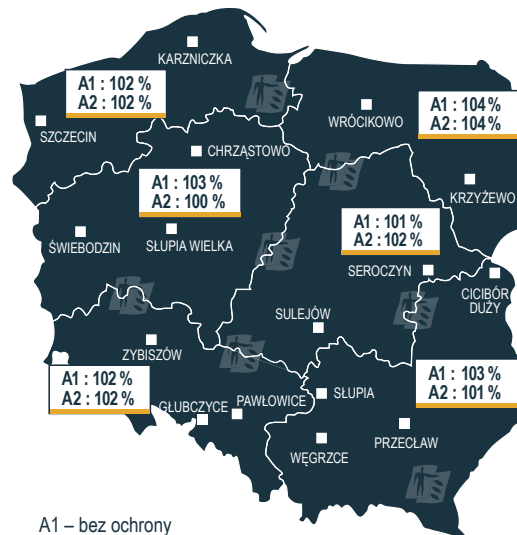 KARZNICZKA
A1 : 102 %
A2 : 102 %
SZCZECIN
WRÓCIKOWO
A1 : 104 %
A2 : 104 %
CHRZĄSTOWO
KRZYŻEWO
A1 : 103 %
A2 : 100 %
ŚWIEBODZIN
SŁUPIA WIELKA
A1 : 101 %
A2 : 102 %
SEROCZYN
CICIBÓR
DUŻY
SULEJÓW
ZYBISZÓW
A1 : 102 %
A2 : 102 %
GŁUBCZYCE
PAWŁOWICE
SŁUPIA
A1 : 103 %
A2 : 101 %
WĘGRZCE
PRZECŁAW
A1 – bez ochrony